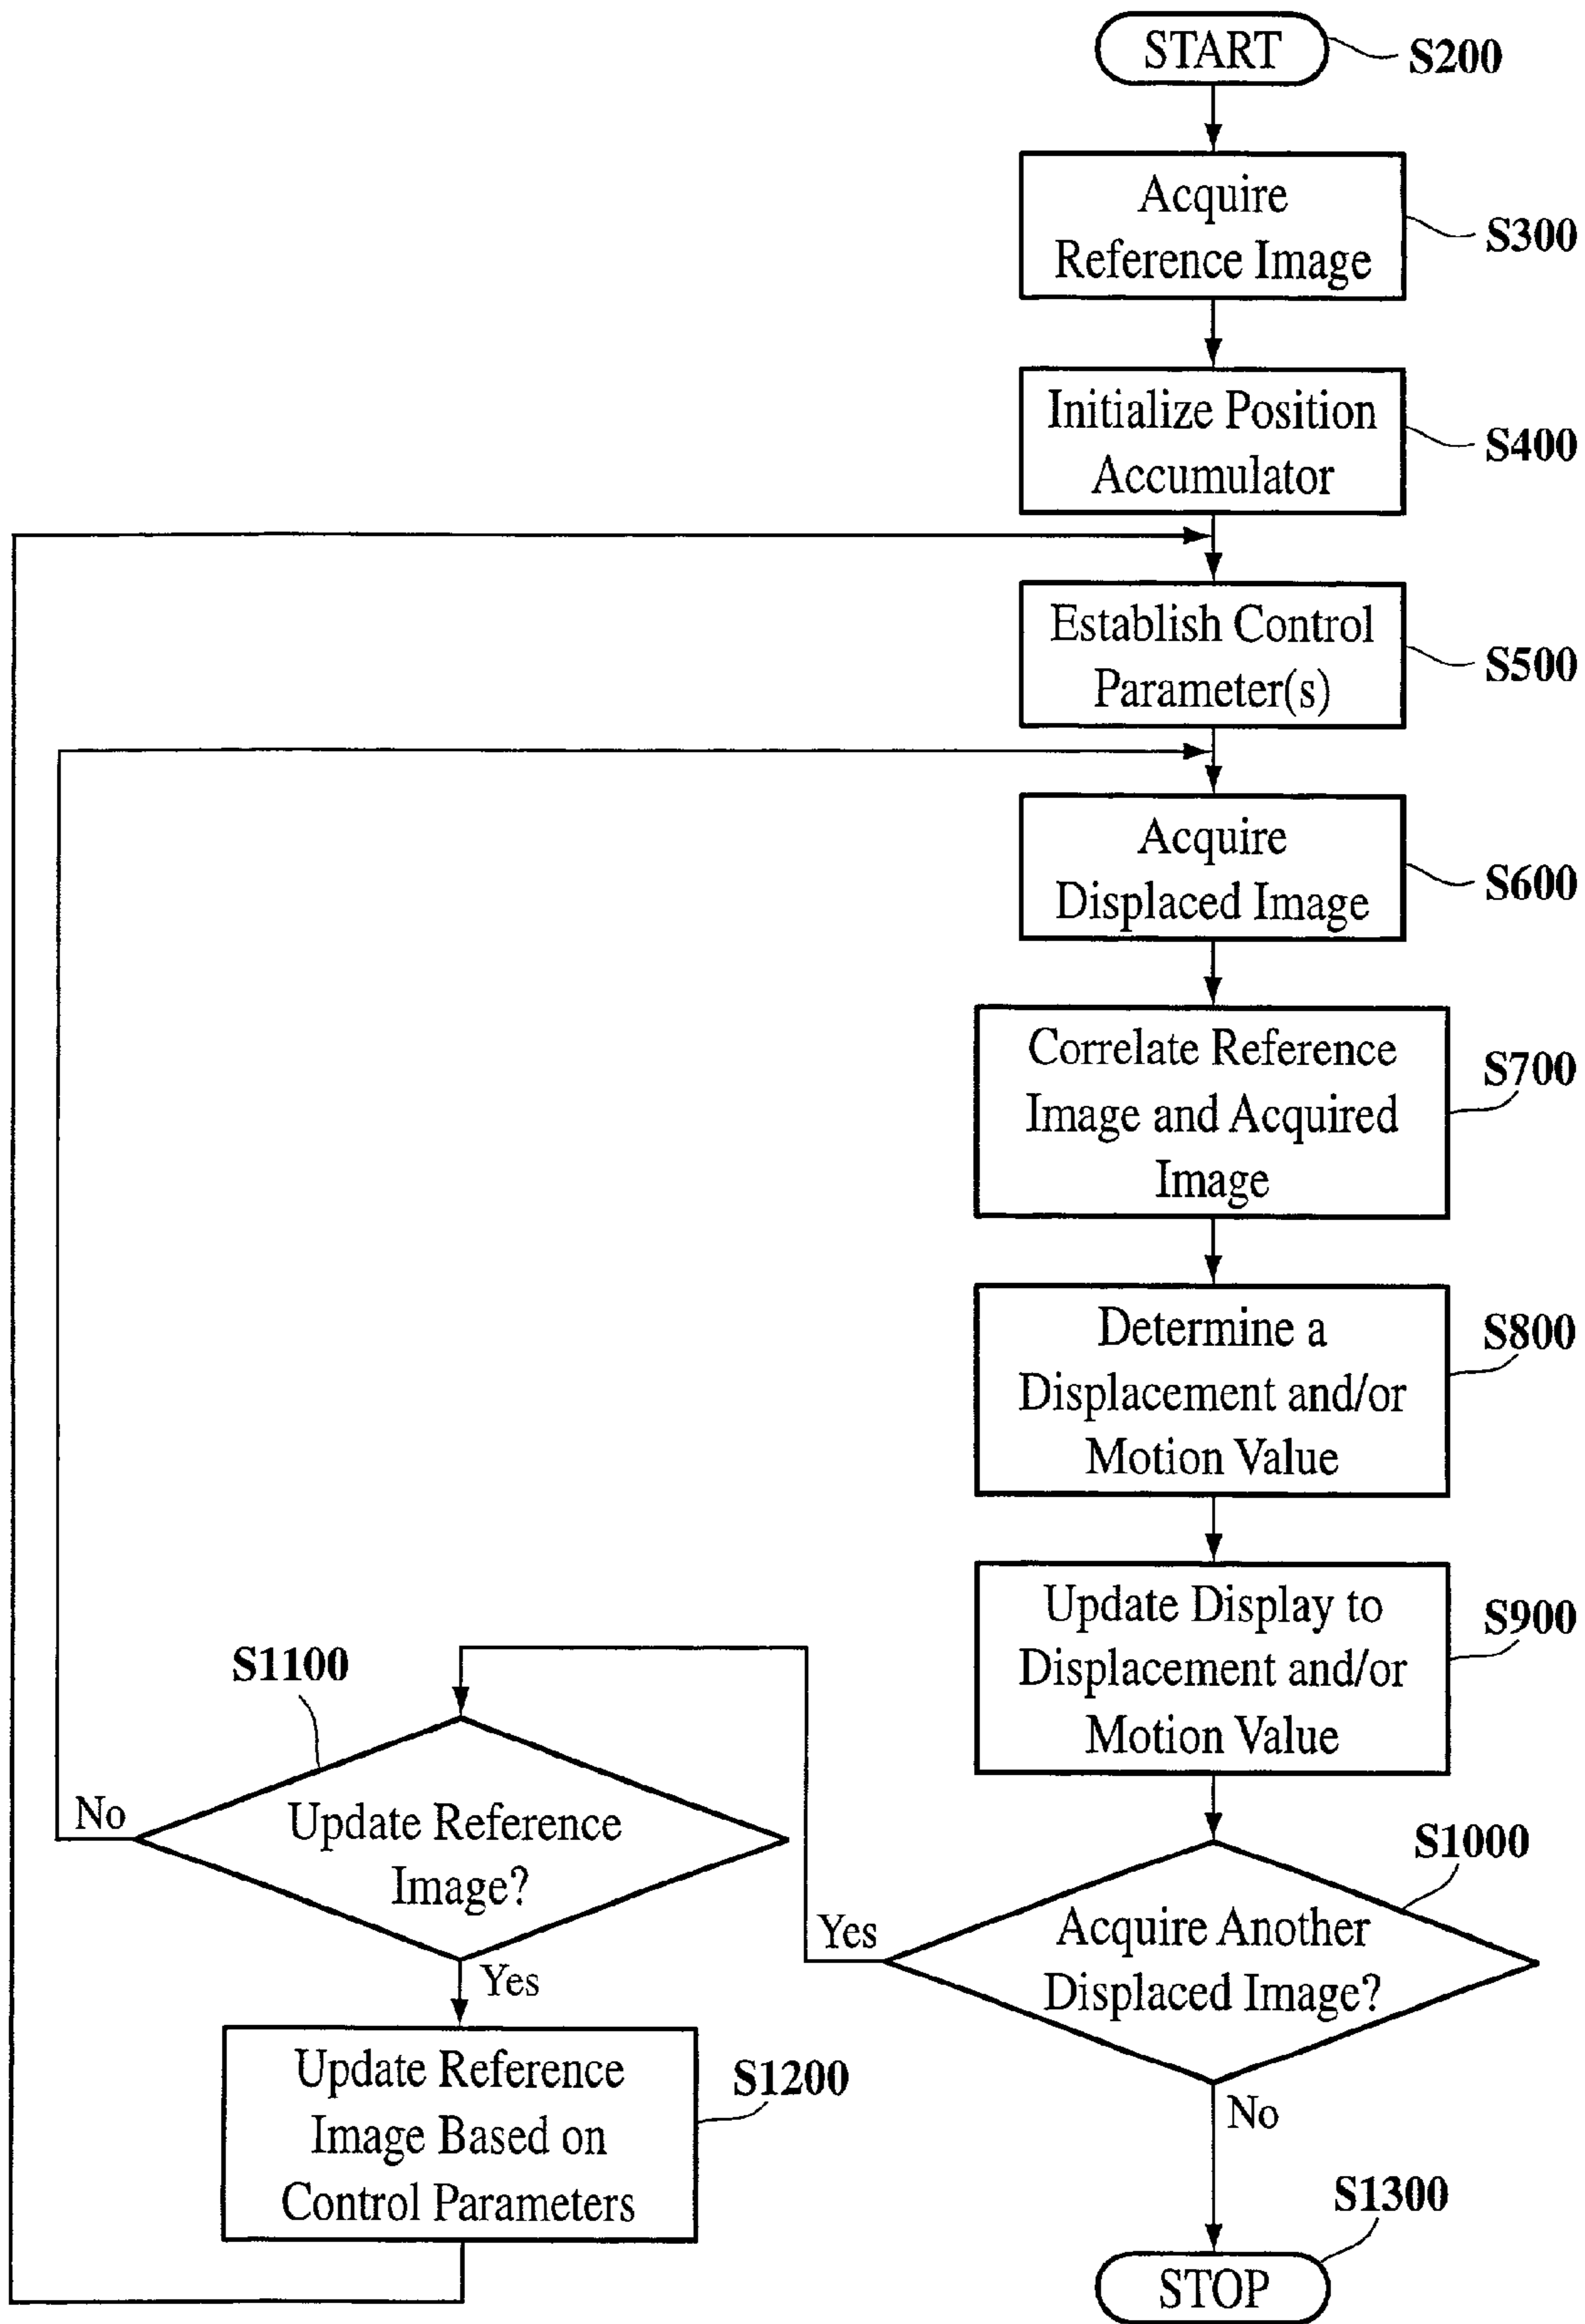 START
S200
Acquire
Reference Image
S300
Initialize Position
Accumulator
S400
Establish Control
Parameter(s)
S500
Acquire
Displaced Image
S600
Correlate Reference
Image and Acquired
Image
S700
Determine a
Displacement and/or
Motion Value
S800
Update Display to
Displacement and/or
Motion Value
S900
S1000
Acquire Another
Displaced Image?
Yes
No
S1100
Update Reference
Image?
No
Yes
Update Reference
Image Based on
Control Parameters
S1200
S1300
STOP